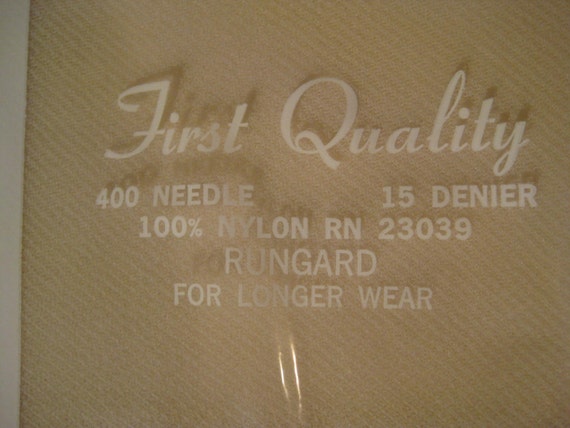 First Quality
400 NEEDLE 15 DENIER
100% NYLON RN 23039
RUNGARD
FOR LONGER WEAR